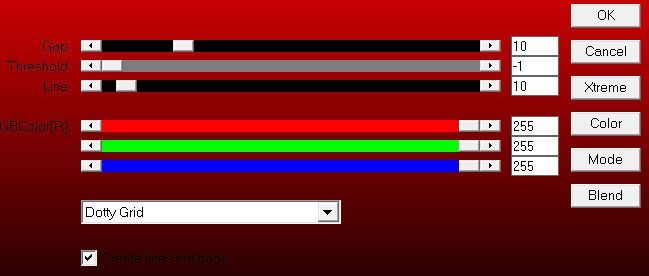 OK
Gap 10
Cancel
Threshold -1
Xtreme
Line 10
Color
GBColor[R] 255
255
Mode
255
Blend
Dotty Grid
Create lines not gaps